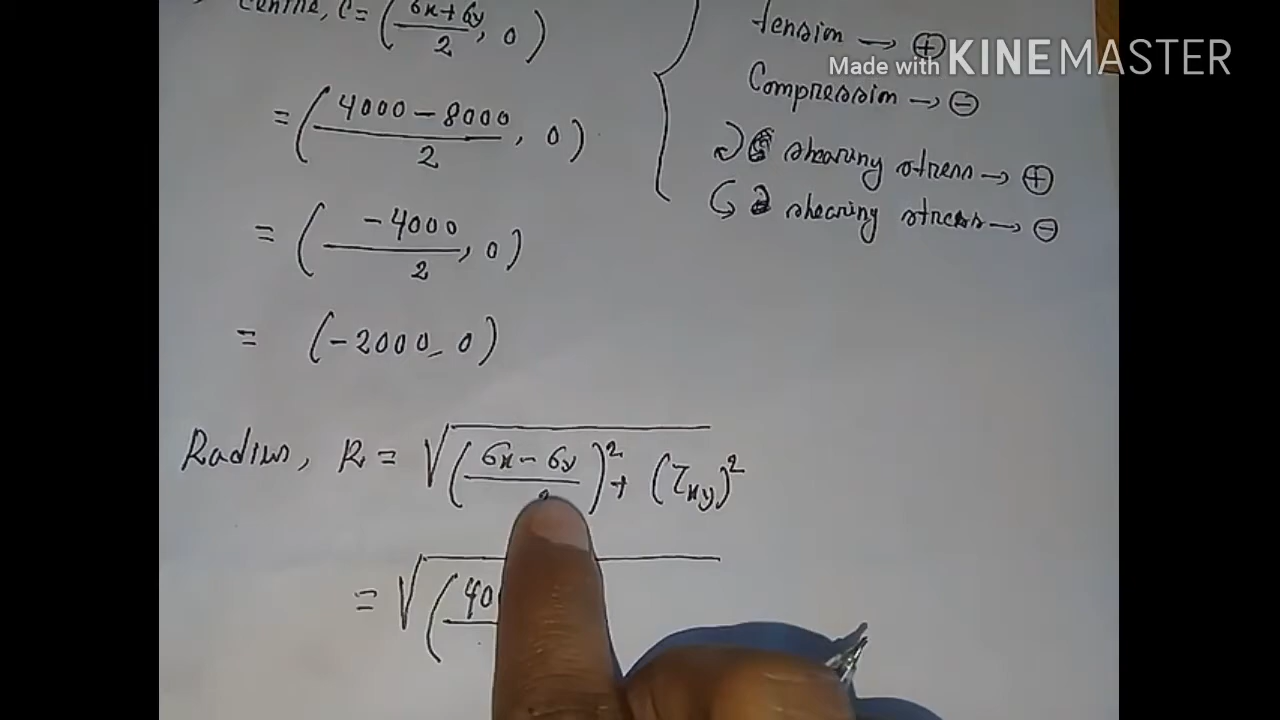 Centre, C = (σx + σy / 2, 0)
= (4000 - 8000 / 2, 0)
= (-4000 / 2, 0)
= (-2000, 0)
Radius, R = √((σx - σy / 2)² + (τxy)²)
= √((40
tension → ⊕
Made with KINEMASTER
Compression → ⊖
shearing stress → ⊕
shearing stress → ⊖